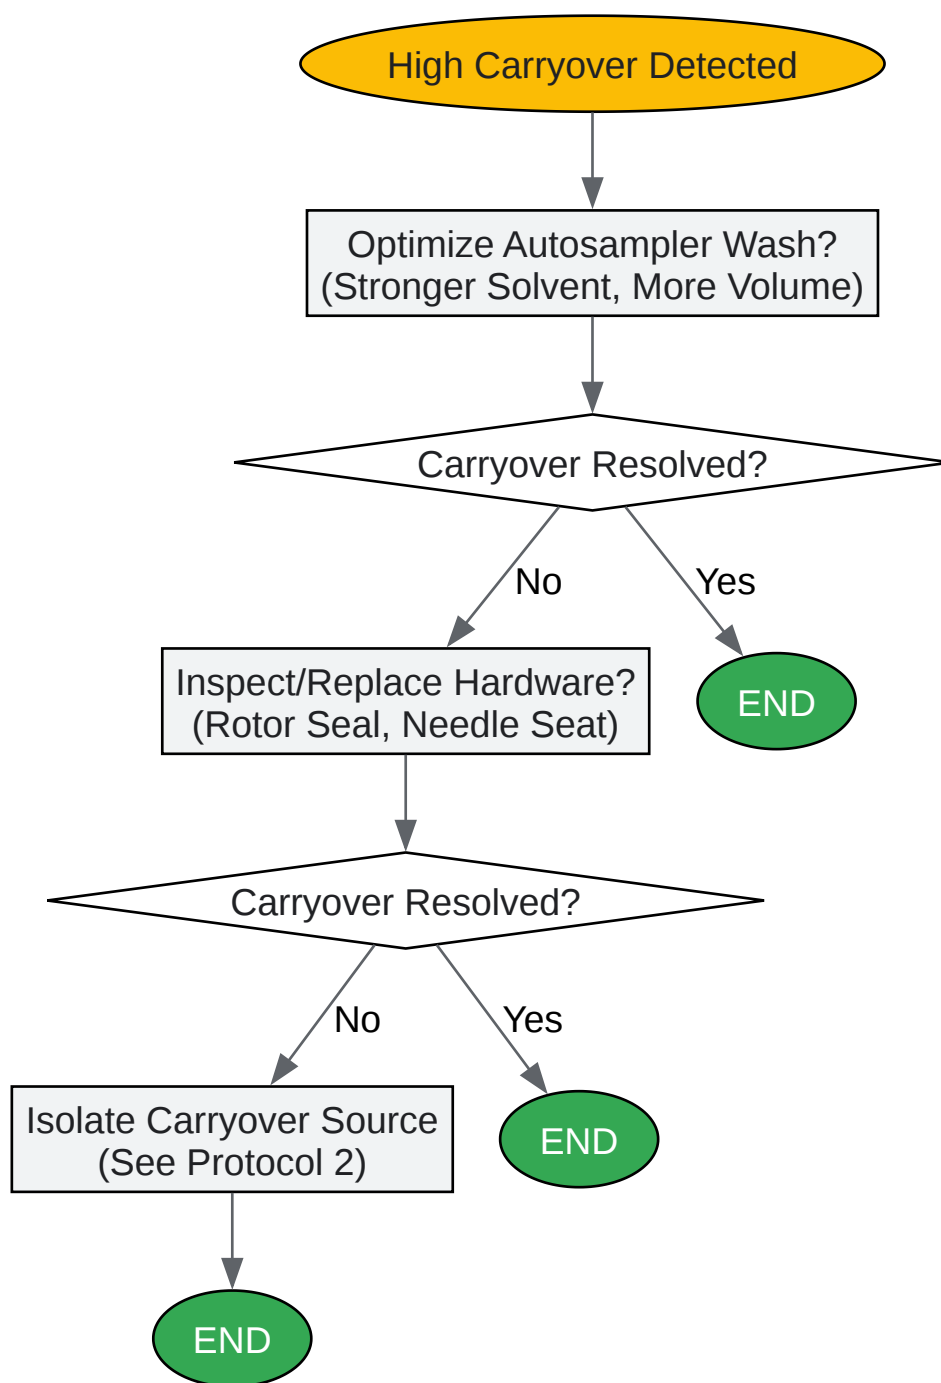 High Carryover Detected
Optimize Autosampler Wash?
(Stronger Solvent, More Volume)
Carryover Resolved?
No
Yes
Inspect/Replace Hardware?
(Rotor Seal, Needle Seat)
END
Carryover Resolved?
No
Yes
Isolate Carryover Source
(See Protocol 2)
END
END